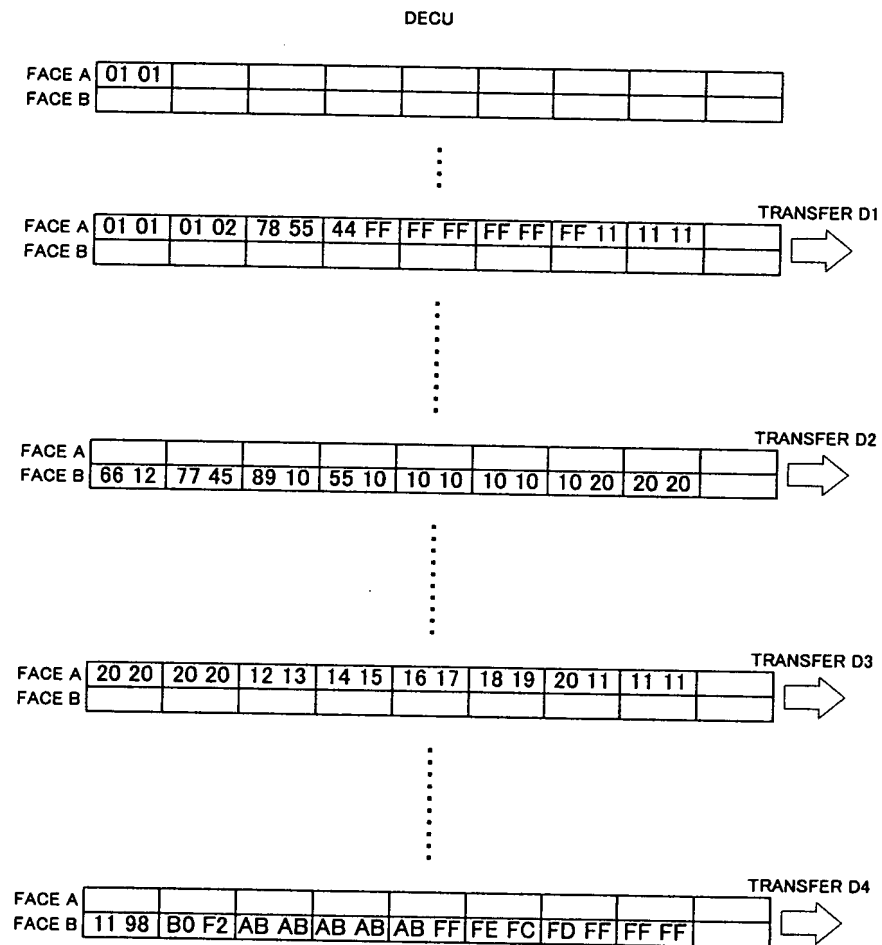 DECU
FACE A 01 01
FACE B
TRANSFER D1
FACE A 01 01 01 02 78 55 44 FF FF FF FF FF FF 11 11 11
FACE B
TRANSFER D2
FACE A
FACE B 66 12 77 45 89 10 55 10 10 10 10 10 10 20 20 20
TRANSFER D3
FACE A 20 20 20 20 12 13 14 15 16 17 18 19 20 11 11 11
FACE B
TRANSFER D4
FACE A
FACE B 11 98 B0 F2 AB AB AB AB AB FF FE FC FD FF FF FF